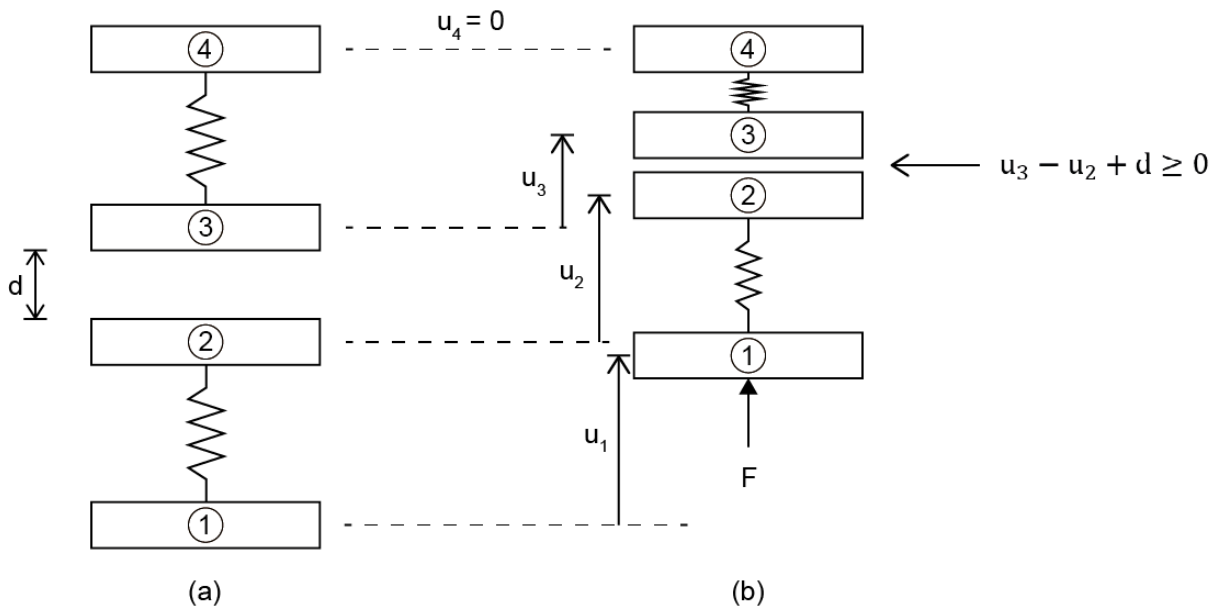 u₄ = 0
④
④
③
u₃
u₃ − u₂ + d ≥ 0
②
③
d
u₂
②
①
u₁
F
①
(a)
(b)